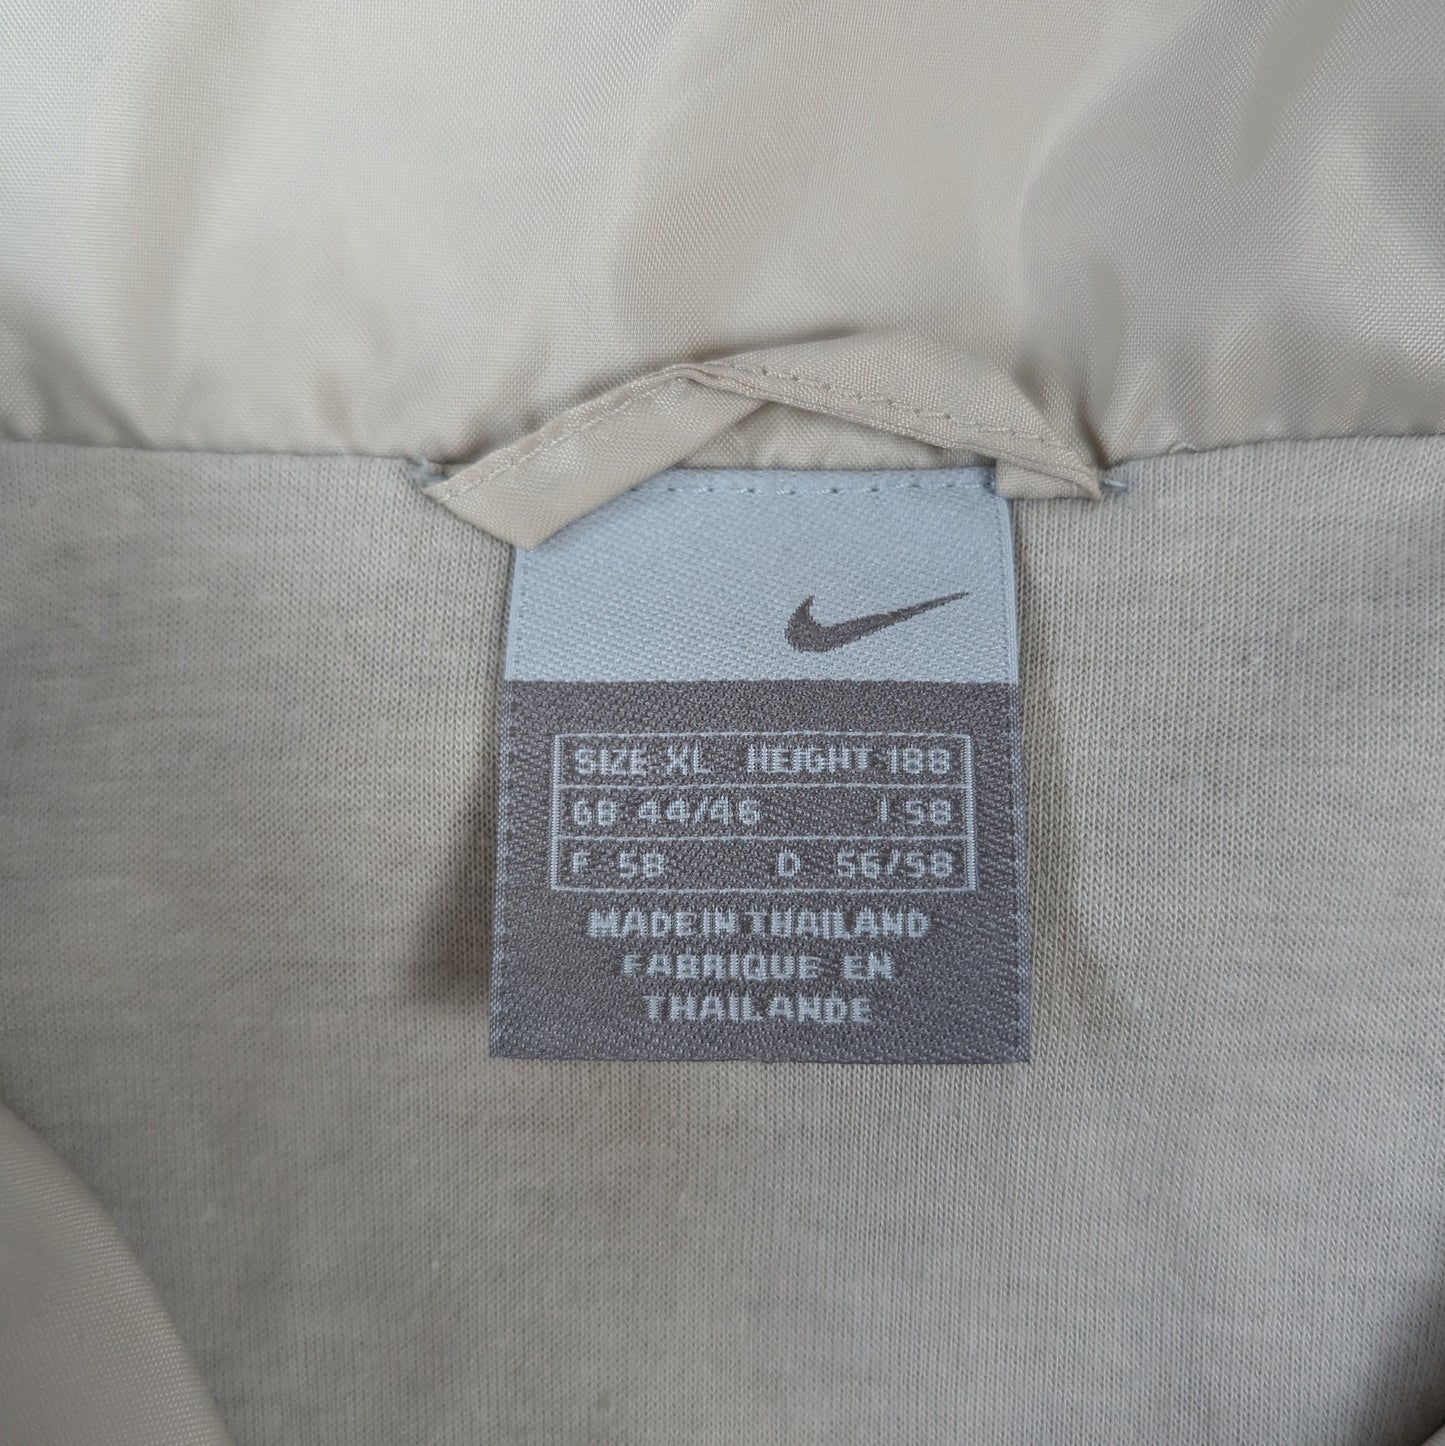 SIZE XL HEIGHT 188
GB 44/46 I 58
F 58 D 56/58
MADE IN THAILAND
FABRIQUE EN
THAILANDE